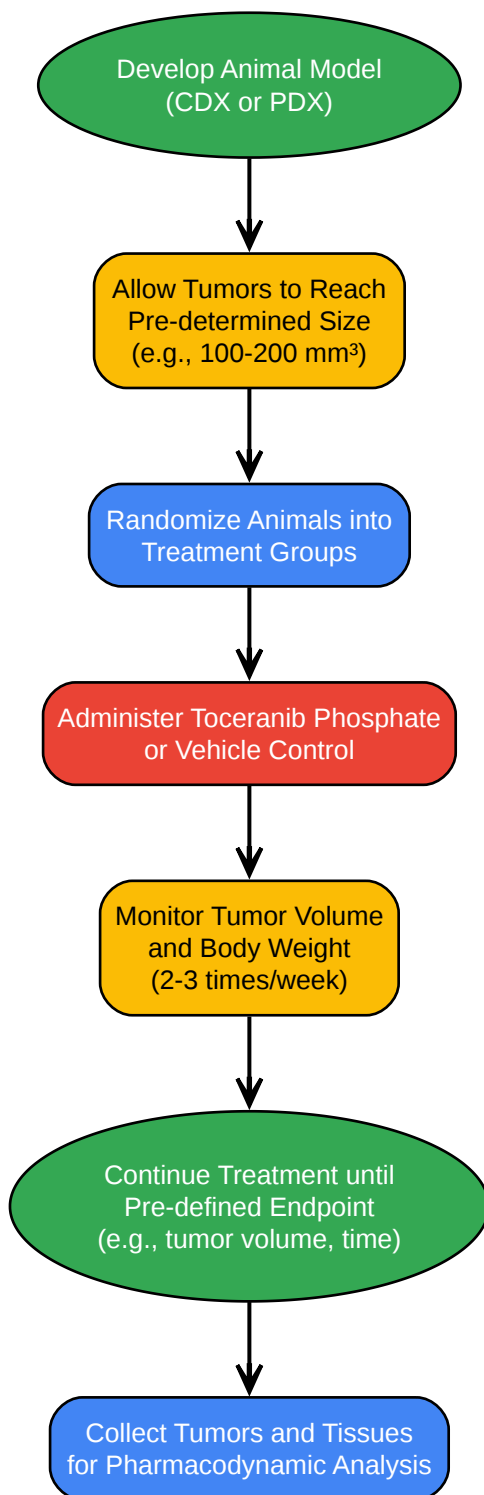 Develop Animal Model
(CDX or PDX)
Allow Tumors to Reach
Pre-determined Size
(e.g., 100-200 mm³)
Randomize Animals into
Treatment Groups
Administer Toceranib Phosphate
or Vehicle Control
Monitor Tumor Volume
and Body Weight
(2-3 times/week)
Continue Treatment until
Pre-defined Endpoint
(e.g., tumor volume, time)
Collect Tumors and Tissues
for Pharmacodynamic Analysis